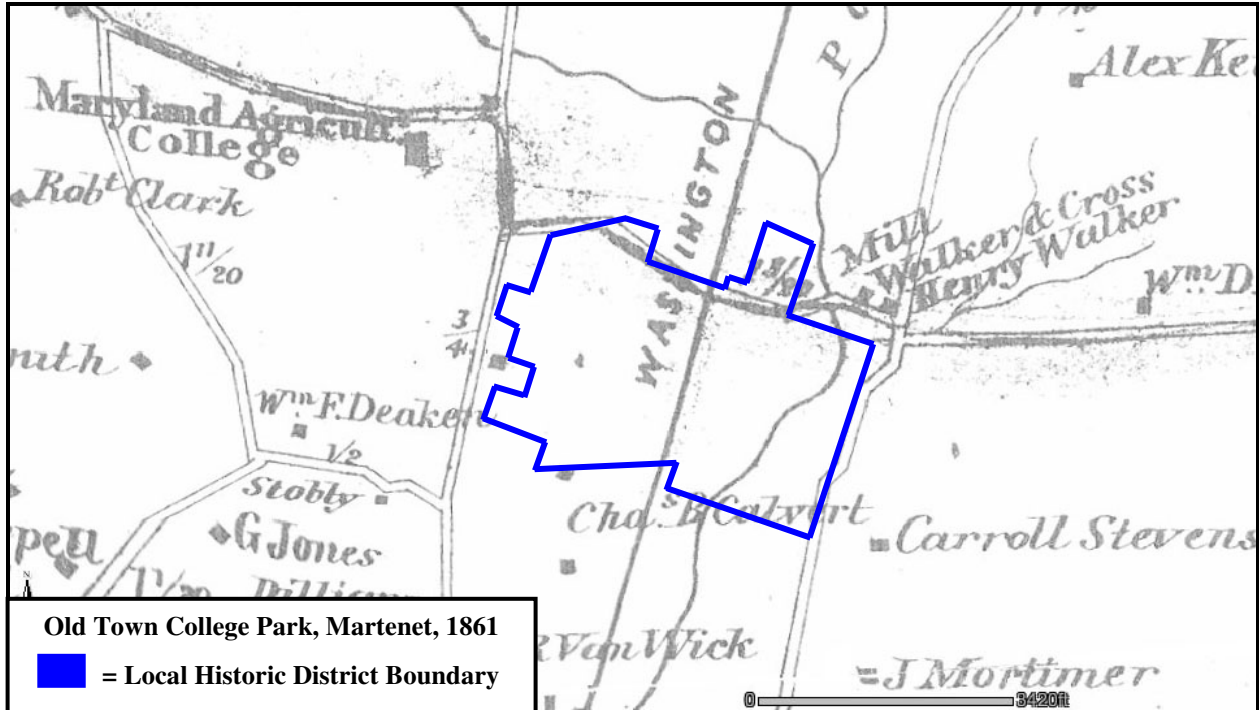 Alex Ke
P
Maryland Agricult.
College
Robt Clark
1 11/20
WASHINGTON
Mill
Walker & Cross
Henry Walker
Wm D.
3/4
Wm F. Deaken
1/2
Stobly
Chas B Calvert
G Jones
Carroll Stevens
pell
R Van Wick
J Mortimer
N
Old Town College Park, Martenet, 1861
= Local Historic District Boundary
0 3420ft